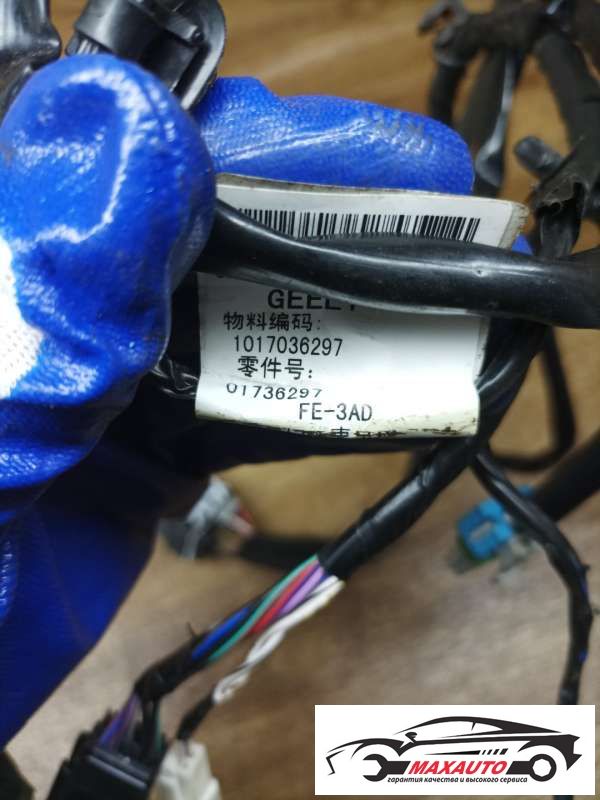 物料编码:
1017036297
零件号:
01736297
FE-3AD
MAXAUTO
гарантия качества и высокого сервиса